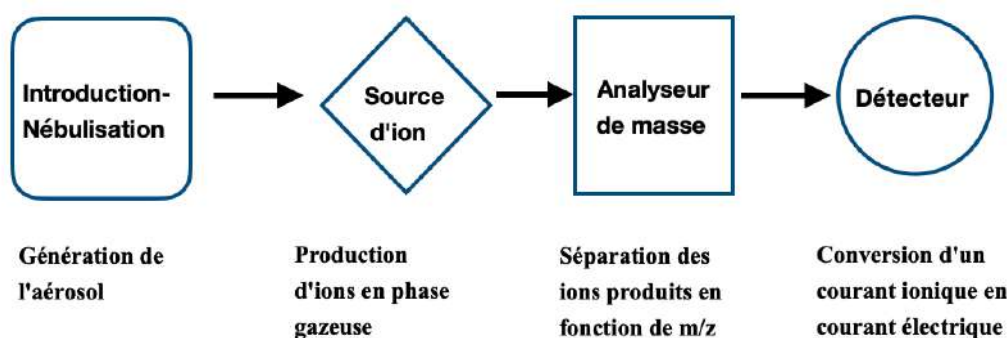 Introduction-
Nébulisation
Source
d'ion
Analyseur
de masse
Détecteur
Génération de
l'aérosol
Production
d'ions en phase
gazeuse
Séparation des
ions produits en
fonction de m/z
Conversion d'un
courant ionique en
courant électrique